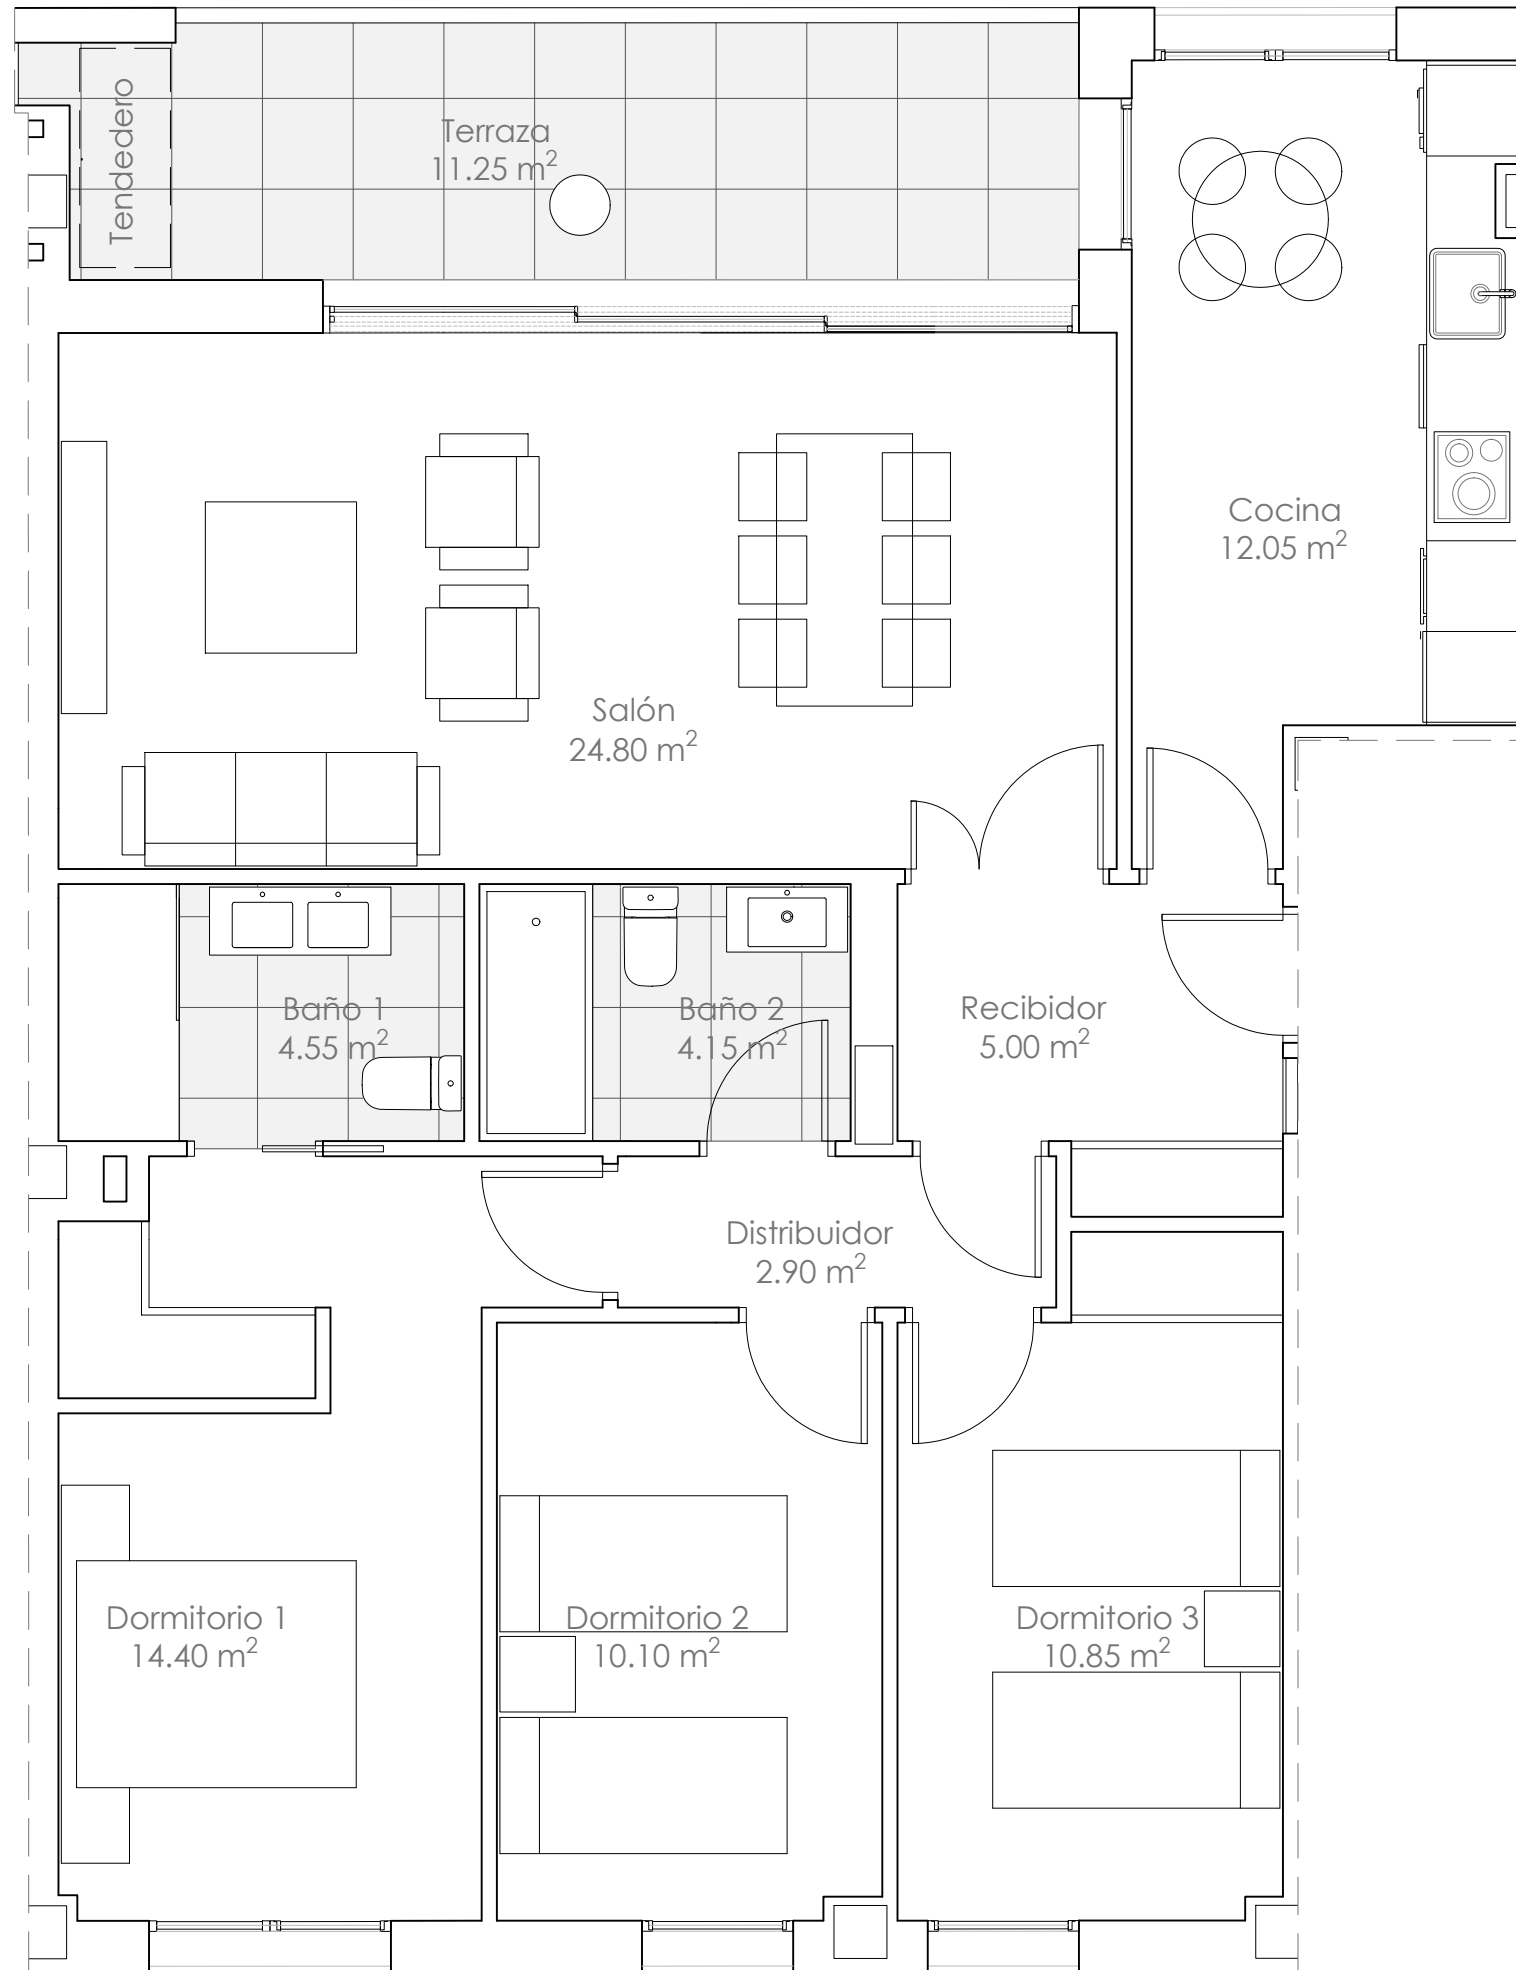 Tendedero
Terraza
11.25 m²
Cocina
12.05 m²
Salón
24.80 m²
Baño 1
4.55 m²
Baño 2
4.15 m²
Recibidor
5.00 m²
Distribuidor
2.90 m²
Dormitorio 1
14.40 m²
Dormitorio 2
10.10 m²
Dormitorio 3
10.85 m²